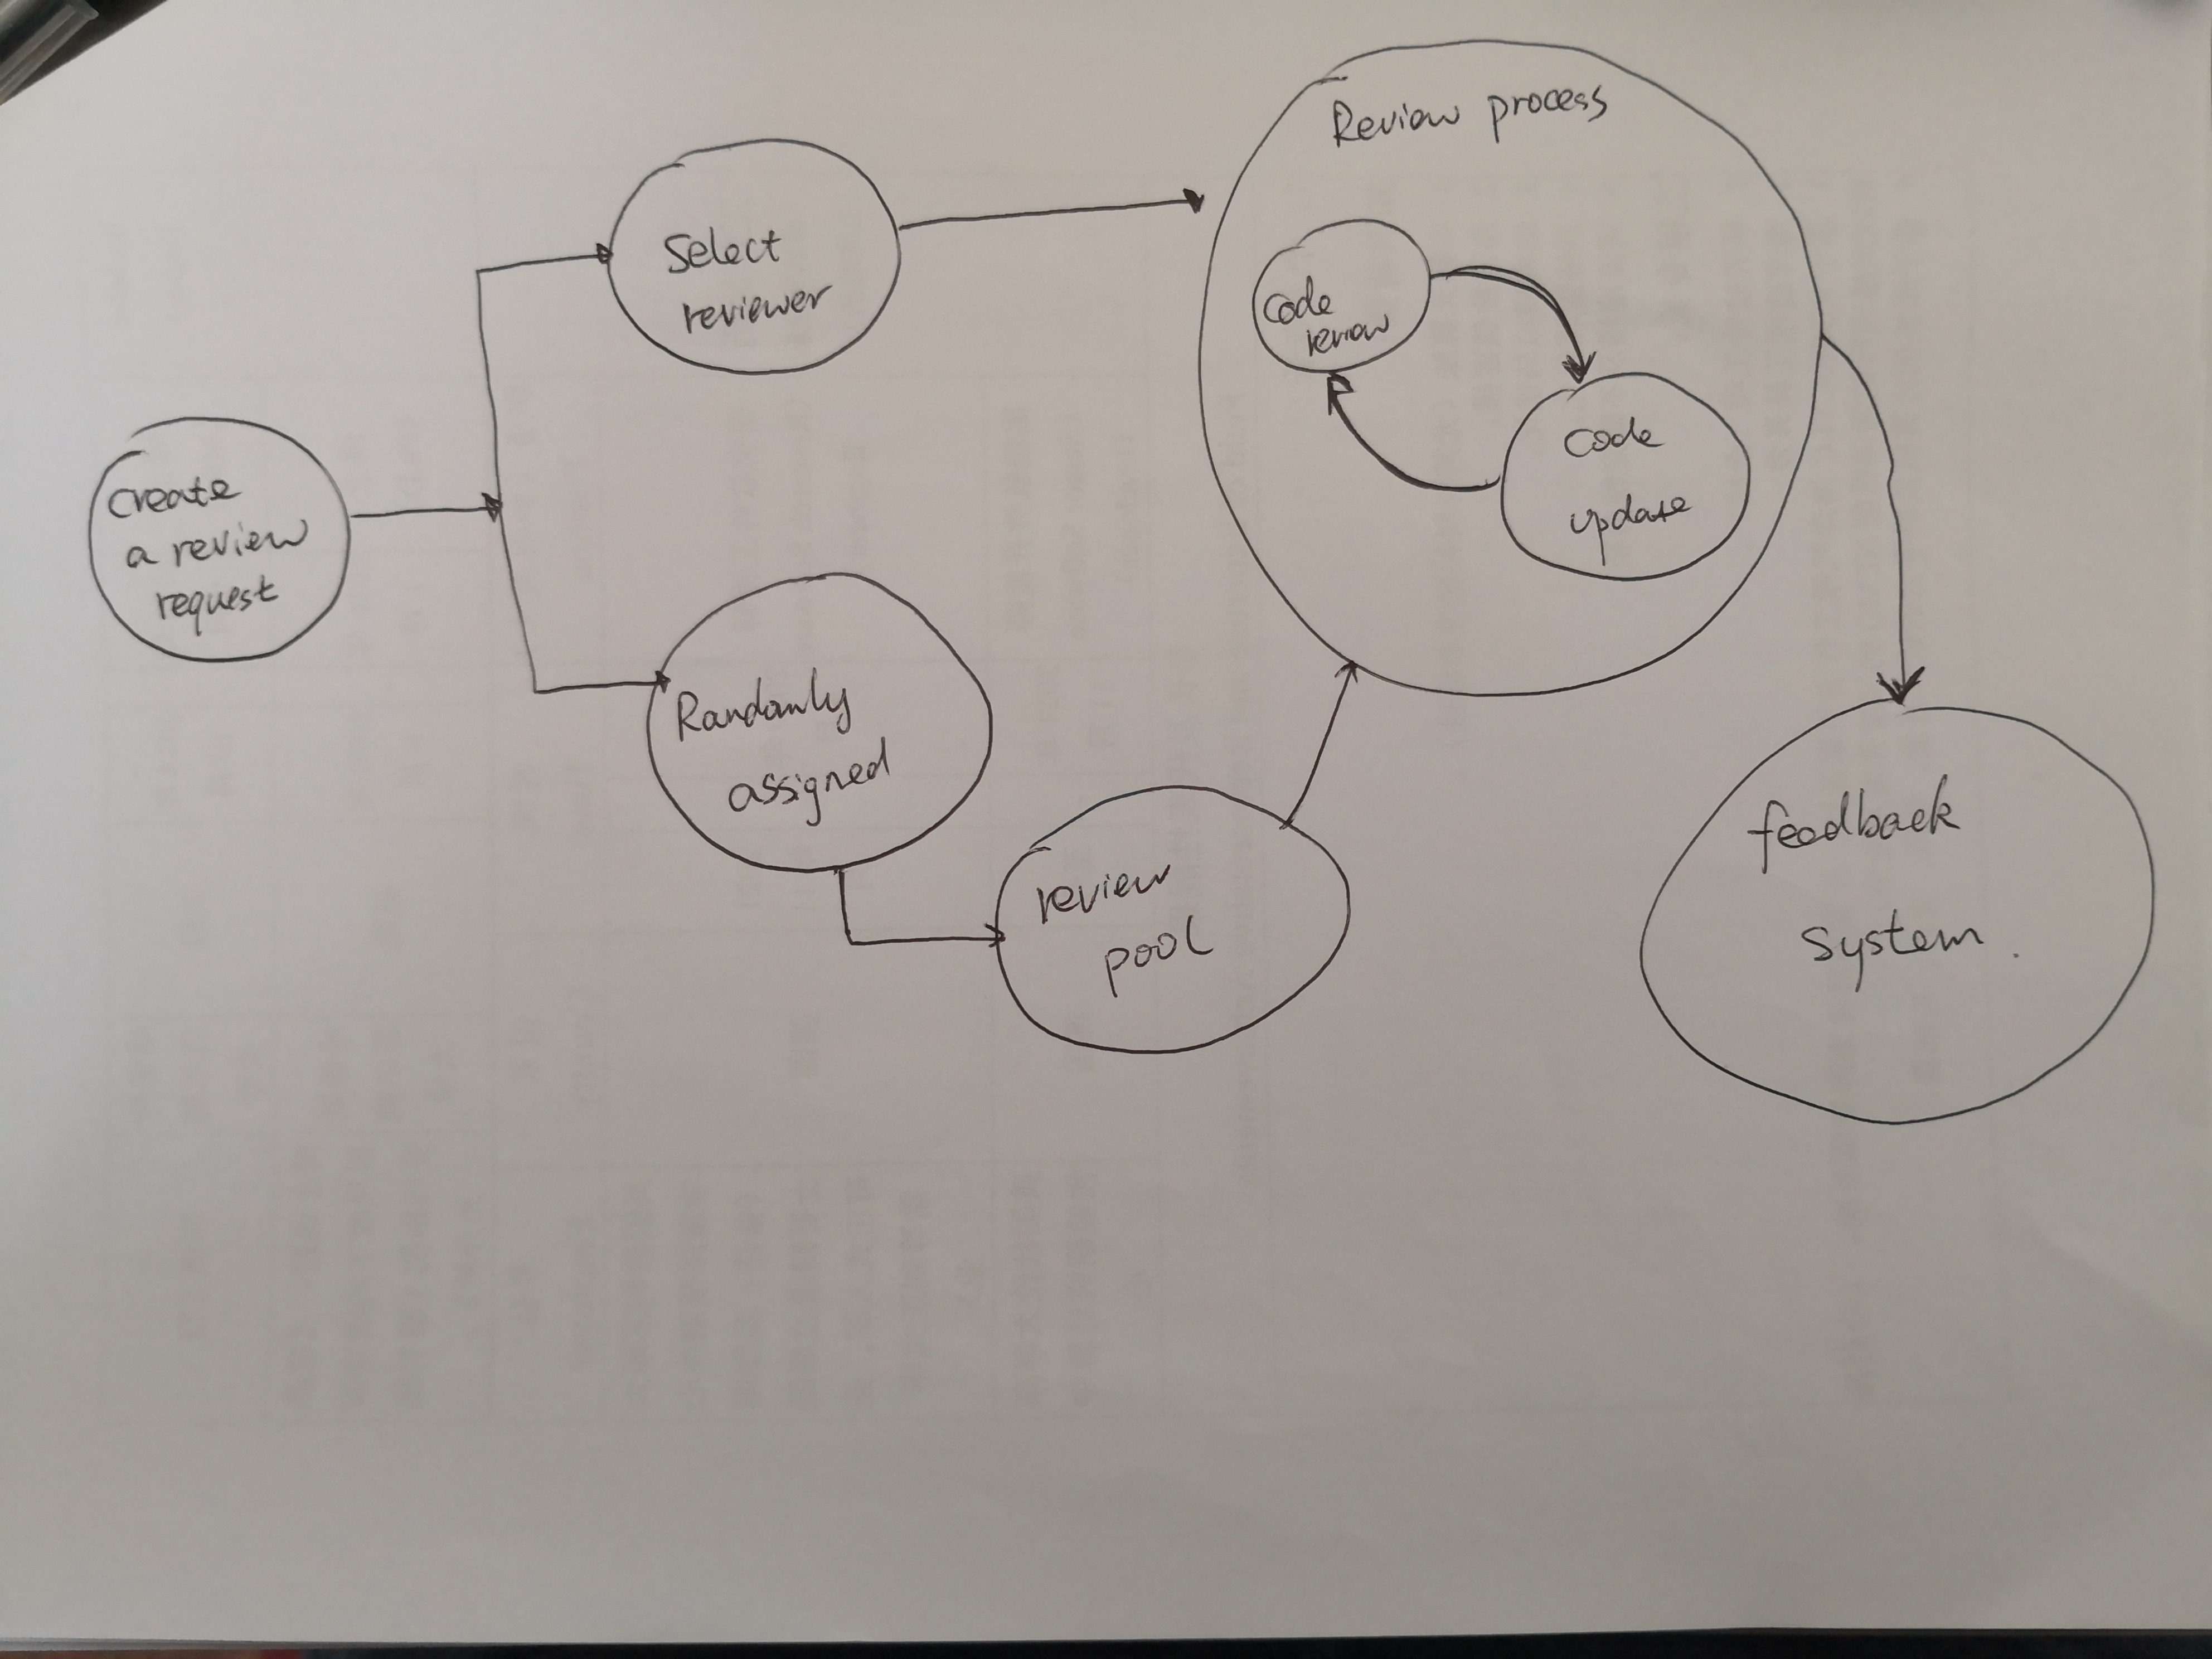 Create
a review
request
Select
reviewer
Randomly
assigned
review
pool
Review process
Code
review
Code
update
feedback
system.